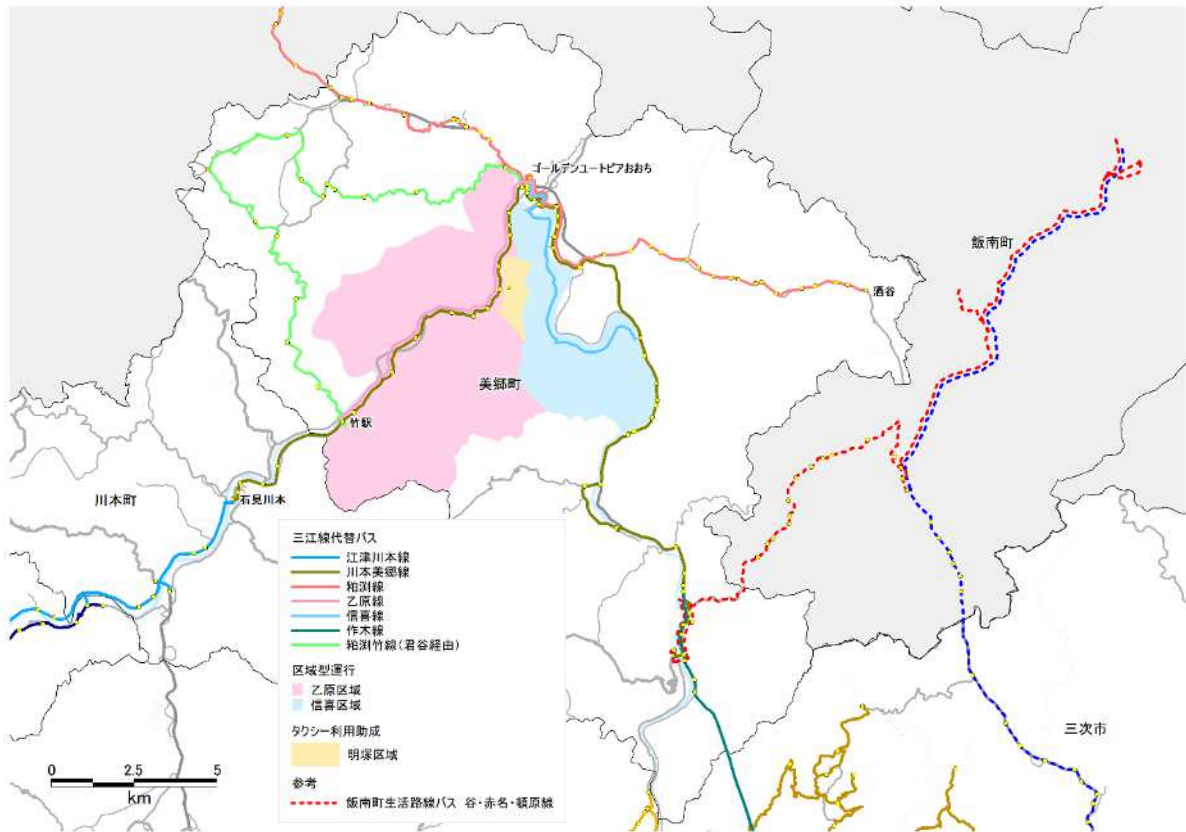 ゴールデンユートピアおおち
飯南町
酒谷
美郷町
竹駅
川本町
石見川本
三江線代替バス
江津川本線
川本美郷線
粕渕線
乙原線
信喜線
作木線
粕渕竹線(君谷経由)
区域型運行
乙原区域
信喜区域
タクシー利用助成
明塚区域
参考
飯南町生活路線バス 谷・赤名・頓原線
三次市
0 2.5 5
km